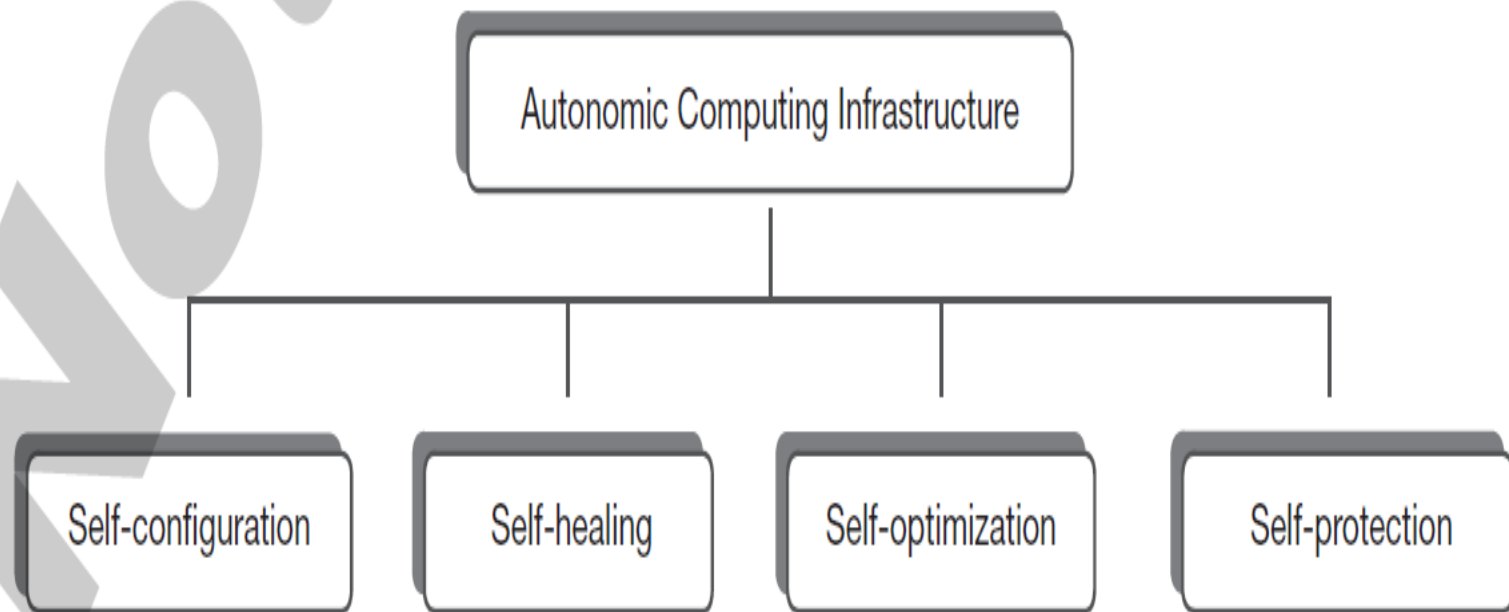 Autonomic Computing Infrastructure
Self-configuration
Self-healing
Self-optimization
Self-protection